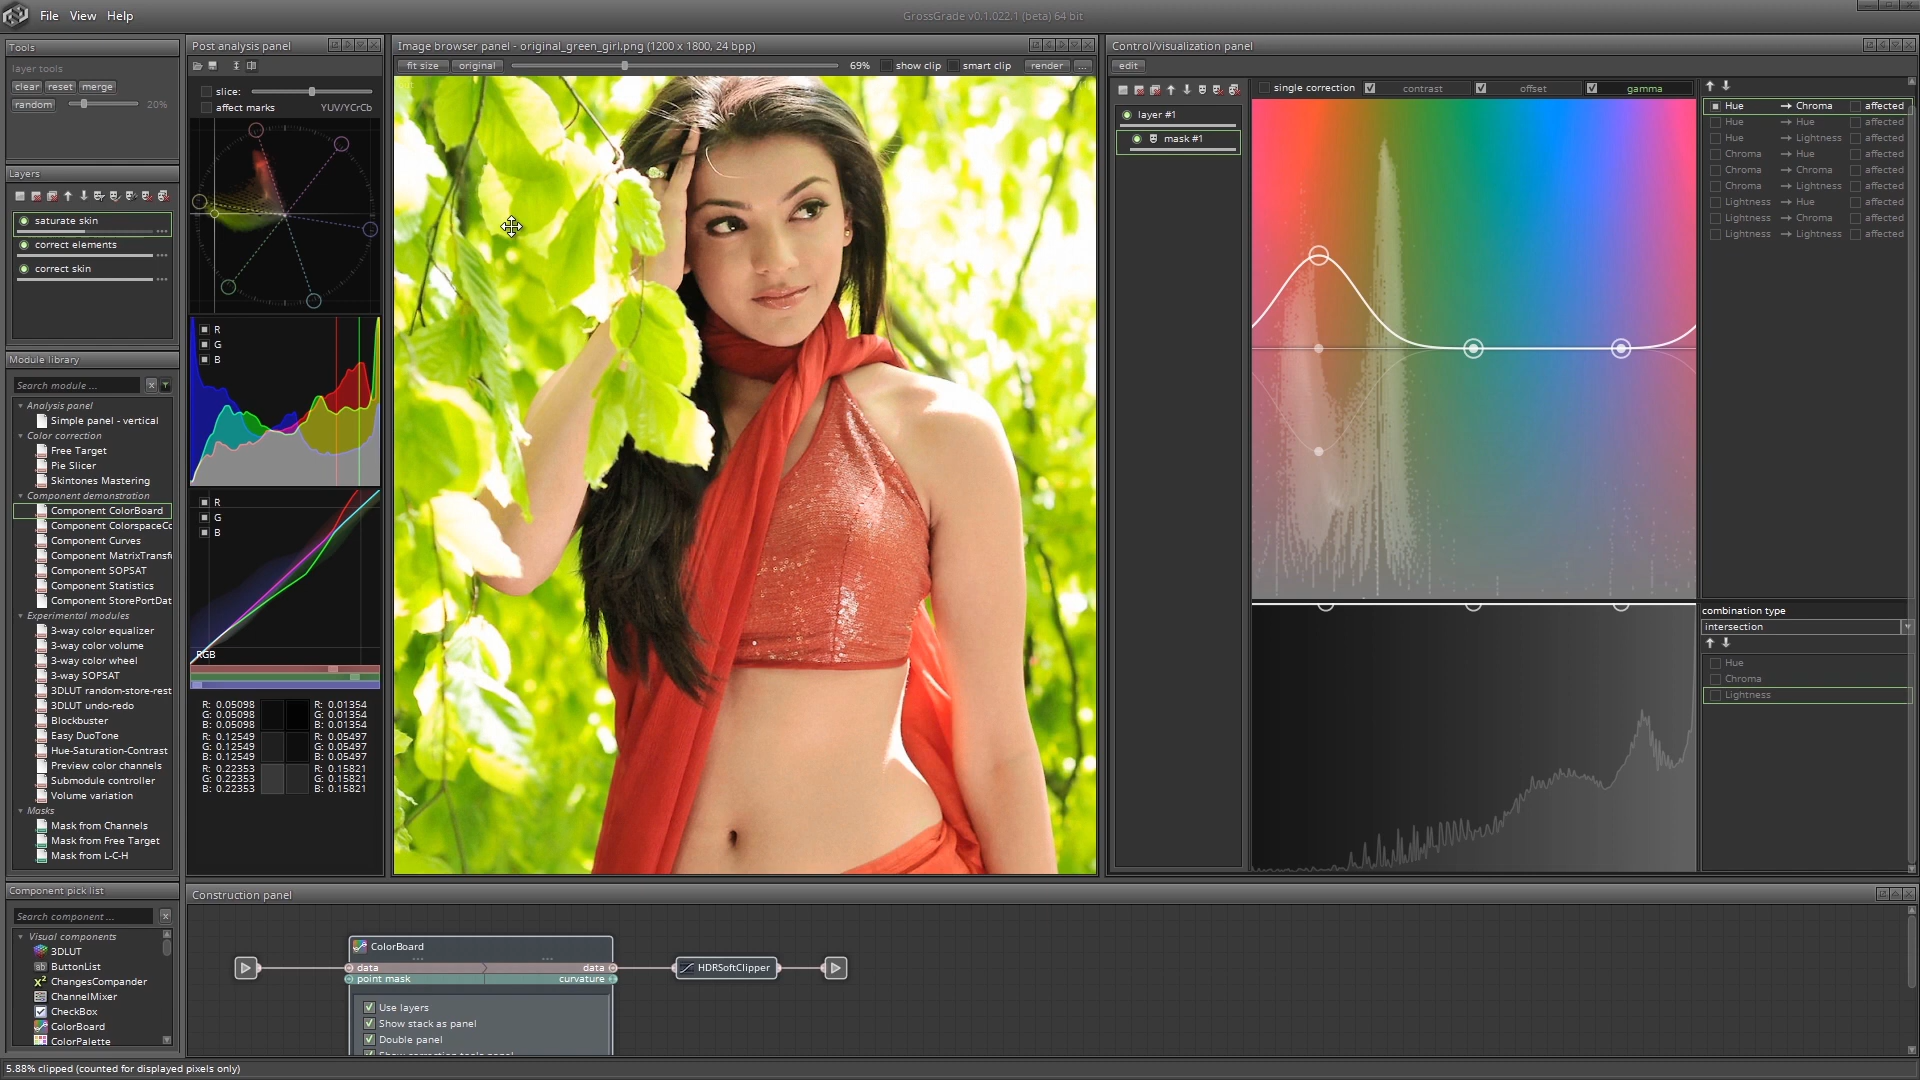 File View Help
GrossGrade v0.1.022.1 (beta) 64 bit
Tools
layer tools
clear reset merge
random 20%
Layers
saturate skin
correct elements
correct skin
Module library
Search module ...
Analysis panel
Simple panel - vertical
Color correction
Free Target
Pie Slicer
Skintones Mastering
Component demonstration
Component ColorBoard
Component ColorspaceCo
Component Curves
Component MatrixTransf
Component SOPSAT
Component Statistics
Component StorePortDat
Experimental modules
3-way color equalizer
3-way color volume
3-way color wheel
3-way SOPSAT
3DLUT random-store-rest
3DLUT undo-redo
Blockbuster
Easy DuoTone
Hue-Saturation-Contrast
Preview color channels
Submodule controller
Volume variation
Masks
Mask from Channels
Mask from Free Target
Mask from L-C-H
Component pick list
Search component ...
Visual components
3DLUT
ButtonList
ChangesCompander
ChannelMixer
CheckBox
ColorBoard
ColorPalette
Post analysis panel
slice:
affect marks YUV/YCrCb
R
G
B
R
G
B
RGB
R: 0.05098 R: 0.01354
G: 0.05098 G: 0.01354
B: 0.05098 B: 0.01354
R: 0.12549 R: 0.05497
G: 0.12549 G: 0.05497
B: 0.12549 B: 0.05497
R: 0.22353 R: 0.15821
G: 0.22353 G: 0.15821
B: 0.22353 B: 0.15821
Image browser panel - original_green_girl.png (1200 x 1800, 24 bpp)
fit size original 69% show clip smart clip render ...
Control/visualization panel
edit
layer #1
mask #1
single correction contrast offset gamma
Hue → Chroma affected
Hue → Hue affected
Hue → Lightness affected
Chroma → Hue affected
Chroma → Chroma affected
Chroma → Lightness affected
Lightness → Hue affected
Lightness → Chroma affected
Lightness → Lightness affected
combination type
intersection
Hue
Chroma
Lightness
Construction panel
ColorBoard
data data
point mask curvature
Use layers
Show stack as panel
Double panel
HDRSoftClipper
5.88% clipped (counted for displayed pixels only)